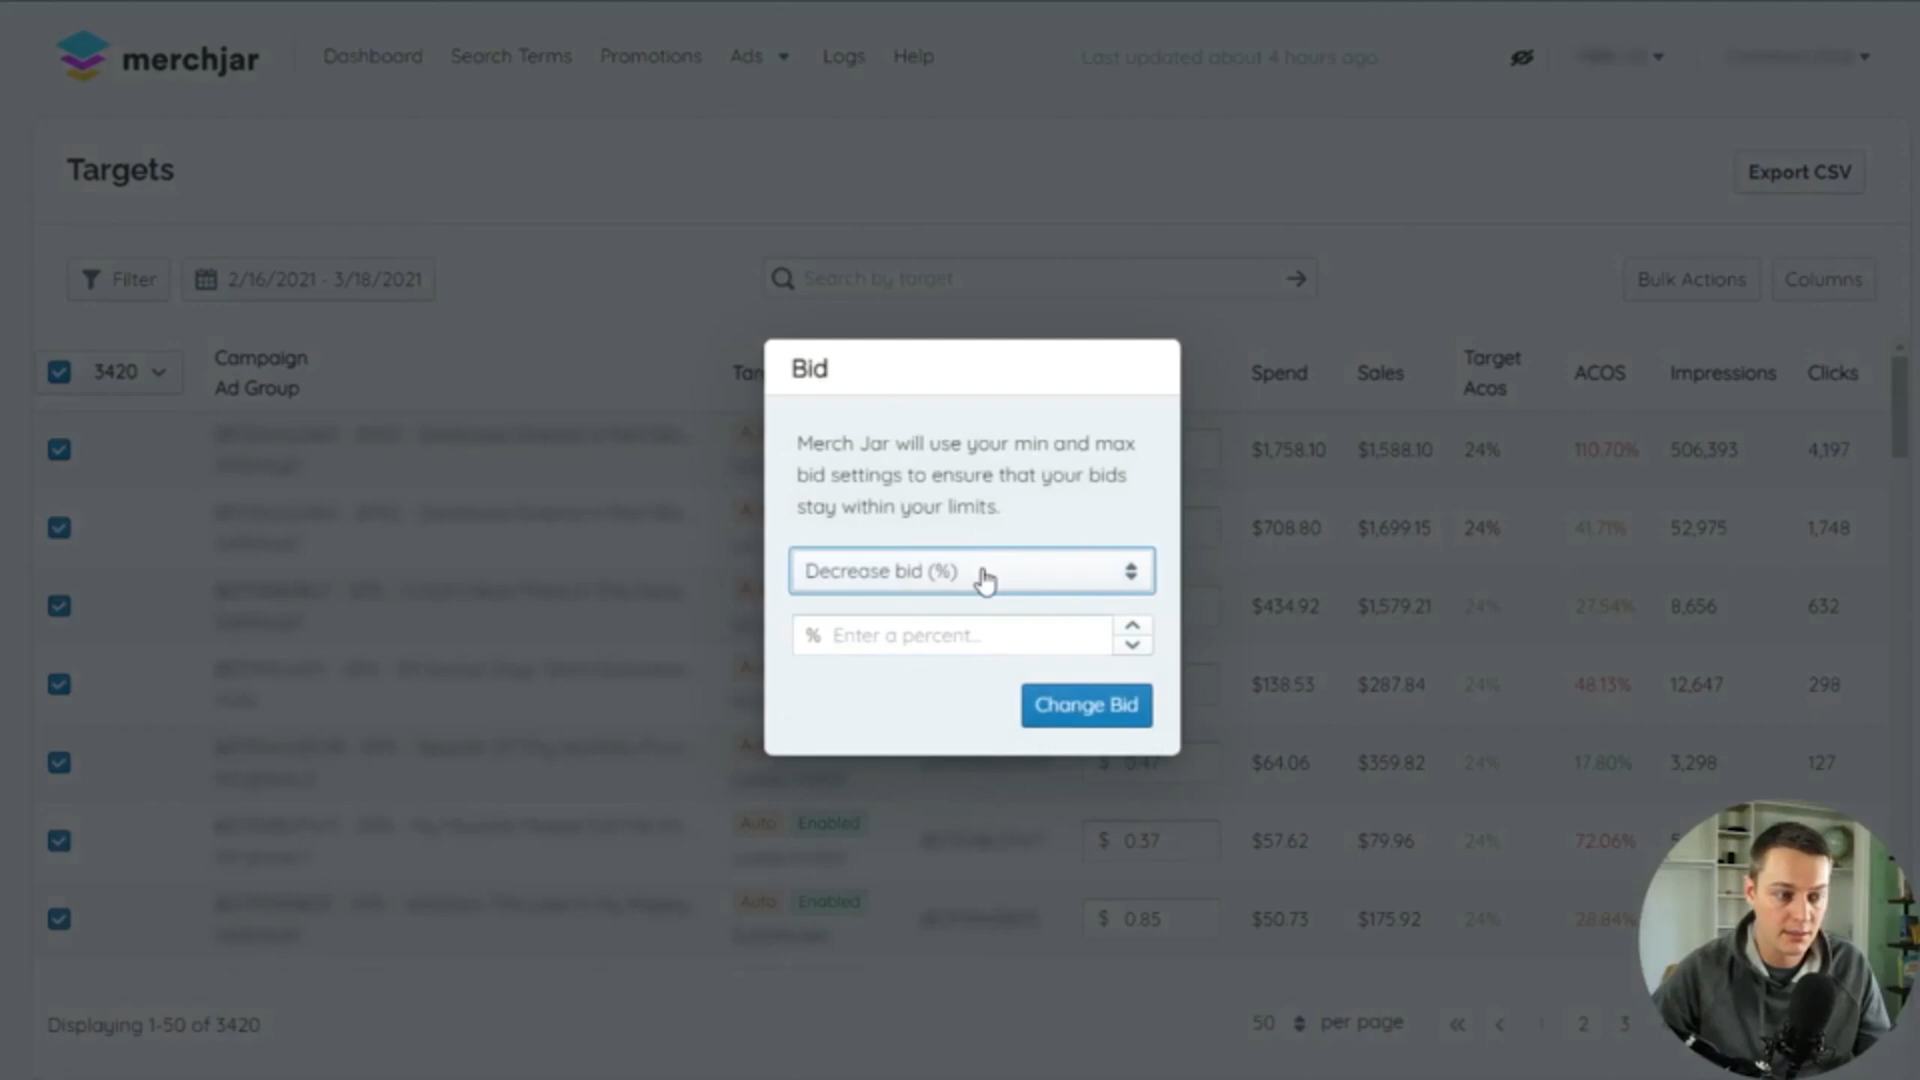 merchjar Dashboard Search Terms Promotions Ads Logs Help Last updated about 4 hours ago
Targets Export CSV
Filter 2/16/2021 - 3/18/2021 Search by target Bulk Actions Columns
3420 Campaign Spend Sales Target ACOS Impressions Clicks
Ad Group Acos
Bid
Merch Jar will use your min and max
bid settings to ensure that your bids
stay within your limits.
Decrease bid (%)
% Enter a percent...
Change Bid
$1,758.10 $1,588.10 24% 110.70% 506,393 4,197
$708.80 $1,699.15 24% 41.71% 52,975 1,748
$434.92 $1,579.21 24% 27.54% 8,656 632
$138.53 $287.84 24% 48.13% 12,647 298
$ 0.47 $64.06 $359.82 24% 17.80% 3,298 127
Auto Enabled $ 0.37 $57.62 $79.96 24% 72.06%
Auto Enabled $ 0.85 $50.73 $175.92 24% 28.84%
Displaying 1-50 of 3420 50 per page « ‹ 1 2 3